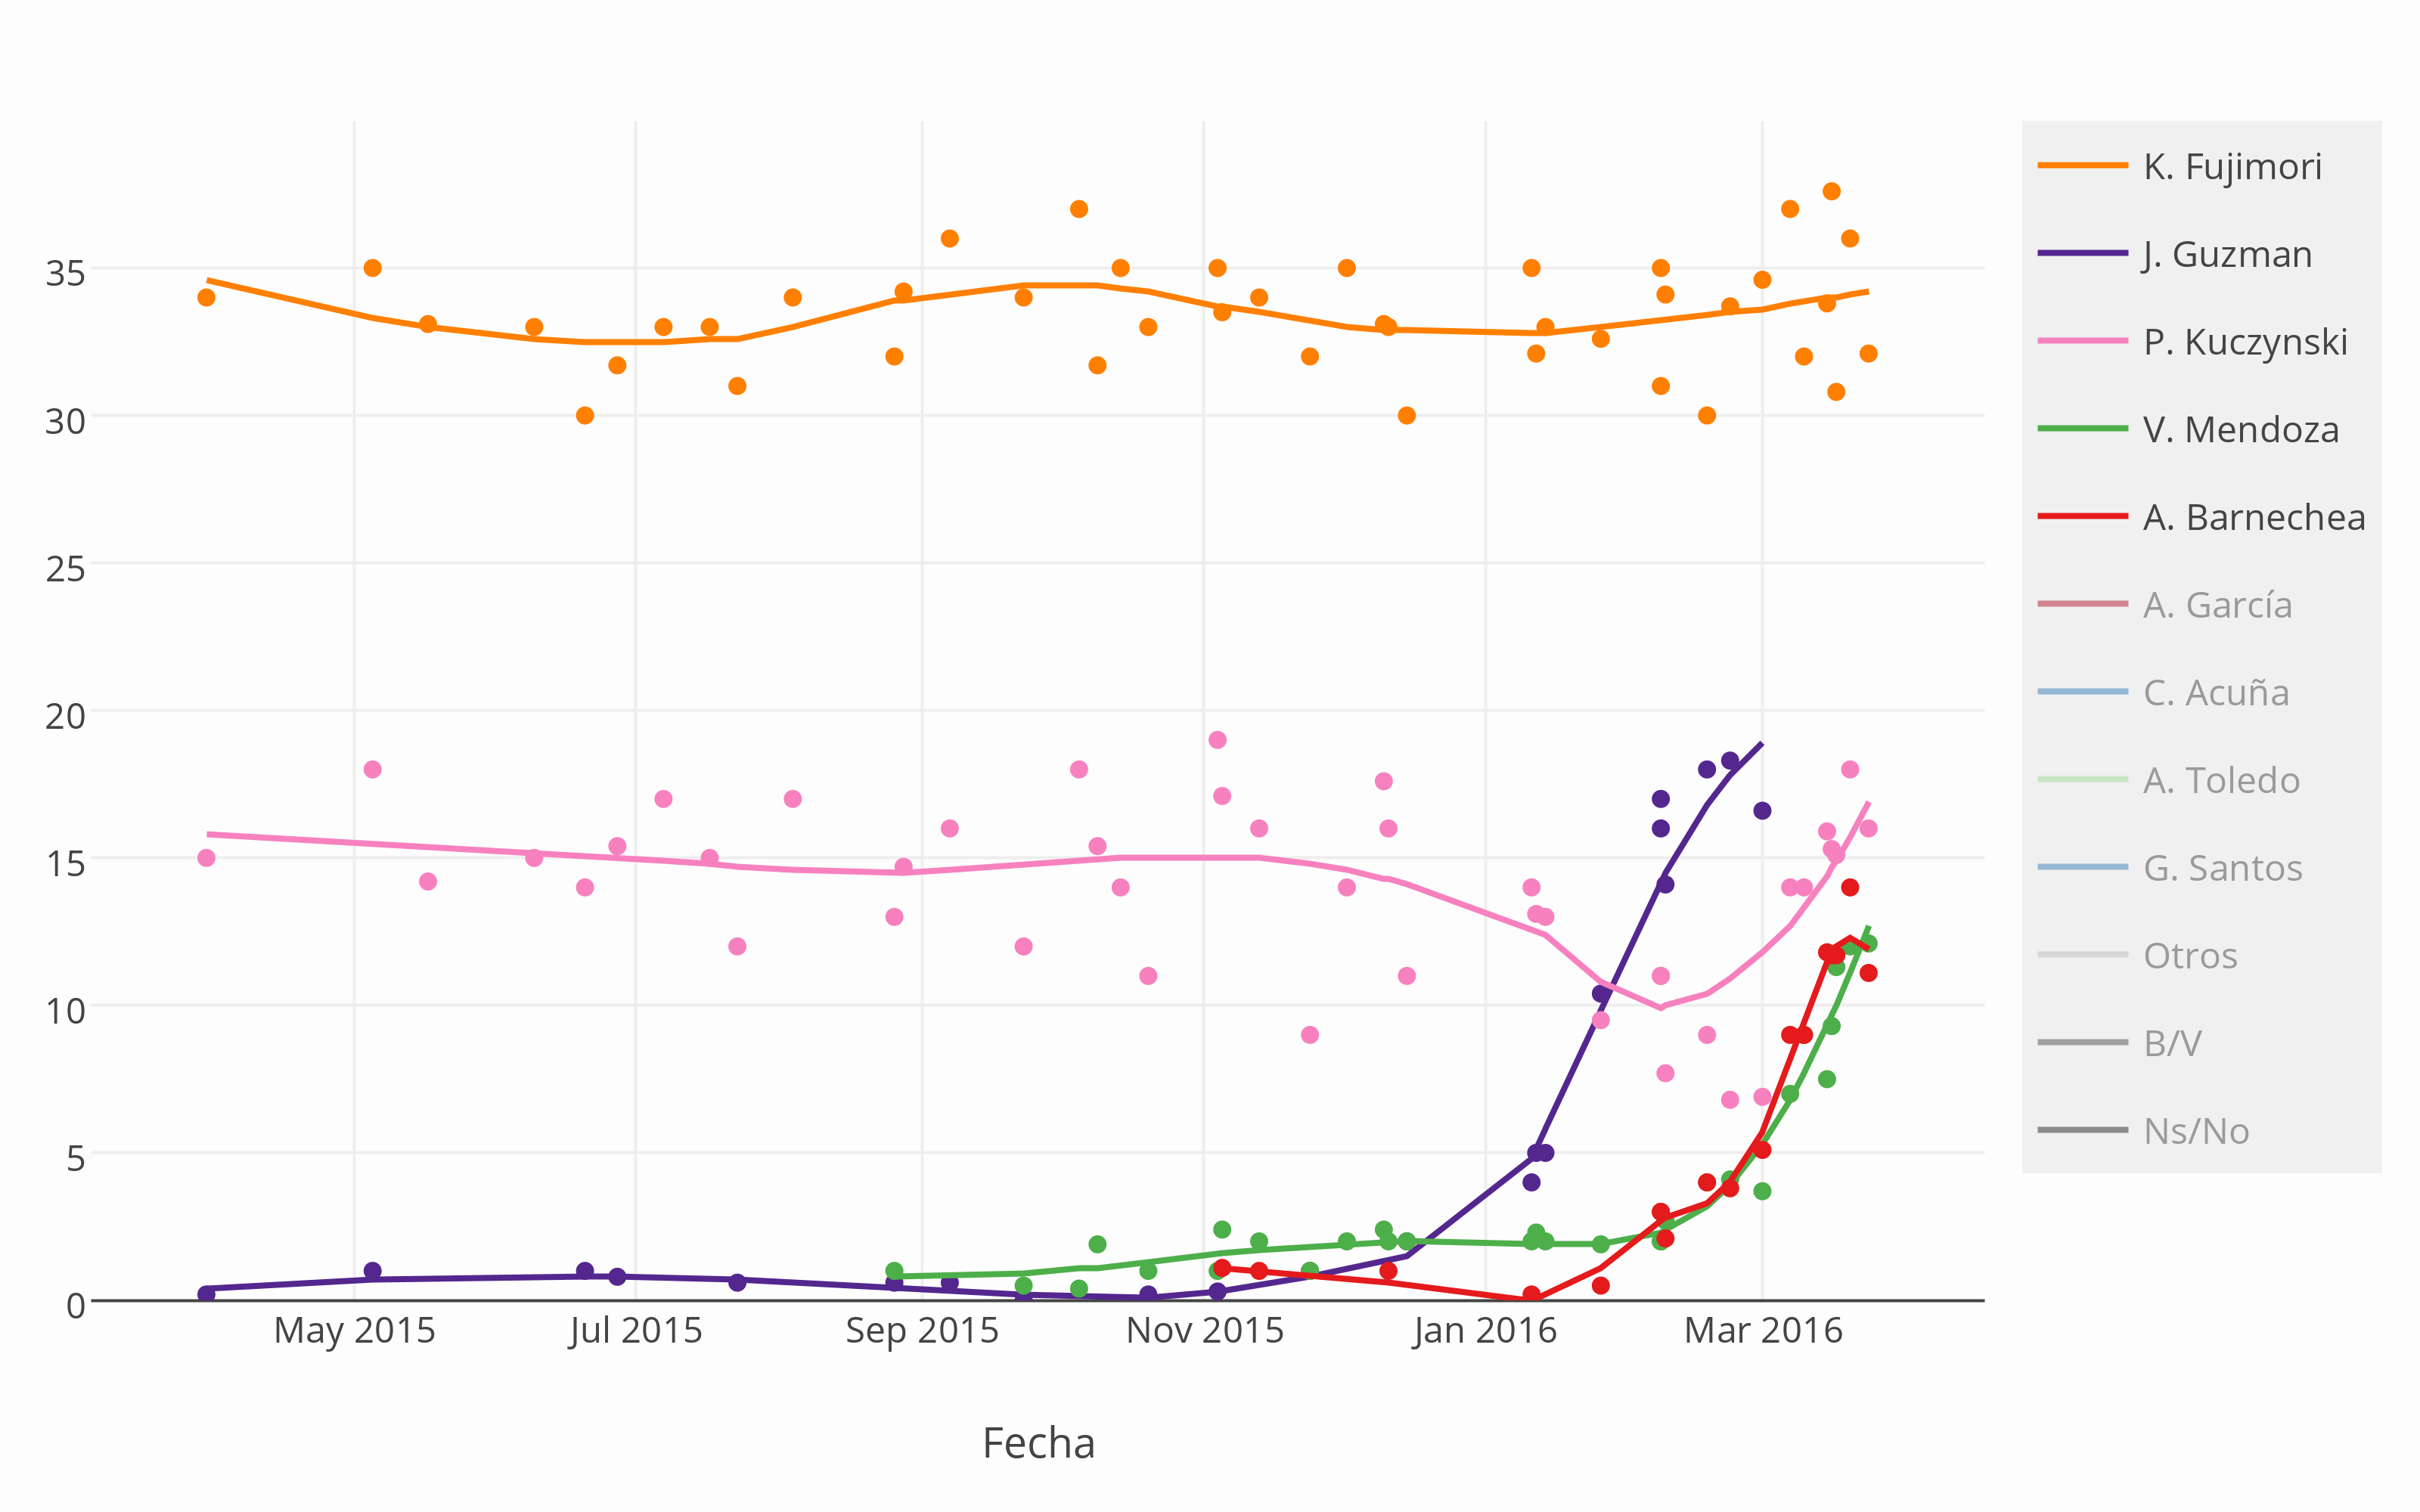 35
30
25
20
15
10
5
0
May 2015
Jul 2015
Sep 2015
Nov 2015
Jan 2016
Mar 2016
Fecha
K. Fujimori
J. Guzman
P. Kuczynski
V. Mendoza
A. Barnechea
A. García
C. Acuña
A. Toledo
G. Santos
Otros
B/V
Ns/No